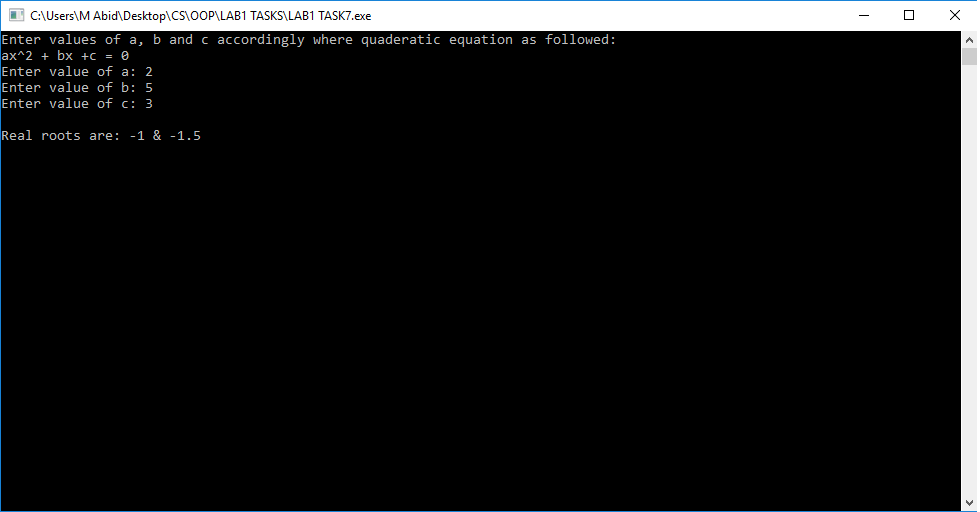 C:\Users\M Abid\Desktop\CS\OOP\LAB1 TASKS\LAB1 TASK7.exe
Enter values of a, b and c accordingly where quaderatic equation as followed:
ax^2 + bx +c = 0
Enter value of a: 2
Enter value of b: 5
Enter value of c: 3
Real roots are: -1 & -1.5